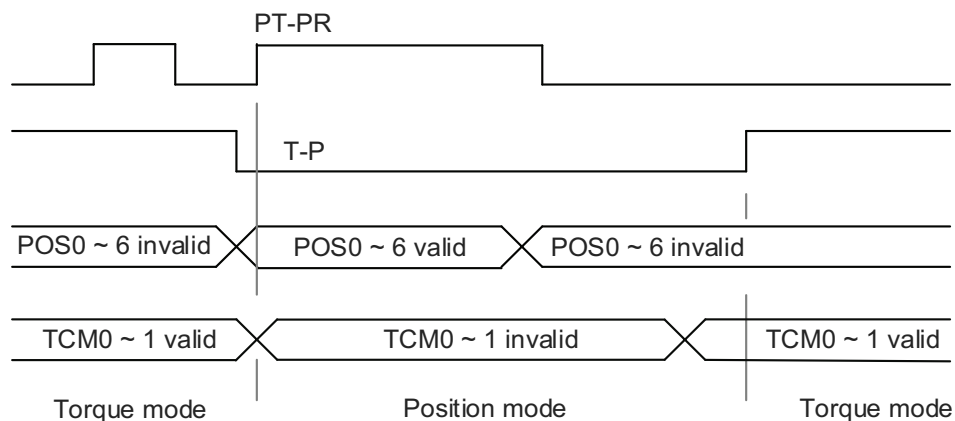 PT-PR
T-P
POS0 ~ 6 invalid POS0 ~ 6 valid POS0 ~ 6 invalid
TCM0 ~ 1 valid TCM0 ~ 1 invalid TCM0 ~ 1 valid
Torque mode Position mode Torque mode